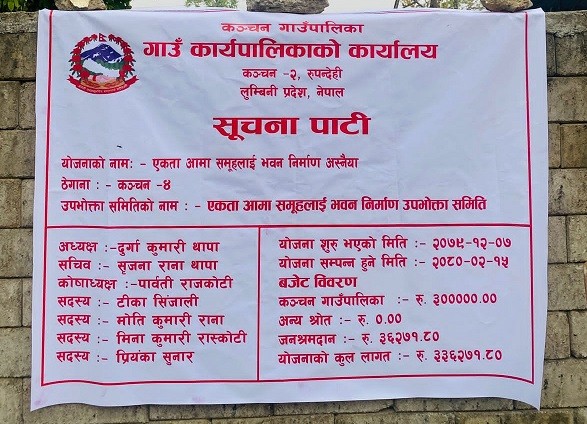 कञ्चन गाउँपालिका
गाउँ कार्यपालिकाको कार्यालय
कञ्चन -२, रुपन्देही
लुम्बिनी प्रदेश, नेपाल
सूचना पाटी
योजनाको नामः - एकता आमा समूहलाई भवन निर्माण अस्नैया
ठेगाना : - कञ्चन -४
उपभोक्ता समितिको नाम : - एकता आमा समूहलाई भवन निर्माण उपभोक्ता समिति
अध्यक्ष :- दुर्गा कुमारी थापा
सचिव :- सृजना राना थापा
कोषाध्यक्ष :- पार्वती राजकोटी
सदस्य :- टीका सिंजाली
सदस्य :- मोति कुमारी राना
सदस्य :- मिना कुमारी रास्कोटी
सदस्य :- प्रियंका सुनार
योजना शुरु भएको मिति :- २०७९-१२-०७
योजना सम्पन्न हुने मिति :- २०८०-०२-१५
बजेट विवरण
कञ्चन गाउँपालिका :- रु. ३०००००.००
अन्य श्रोत :- रु. ०.००
जनश्रमदान :- रु. ३६२७१.८०
योजनाको कुल लागत :- रु. ३३६२७१.८०